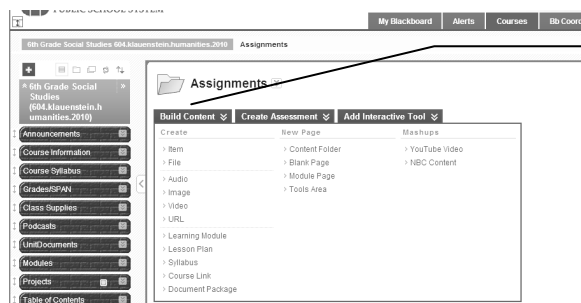 PUBLIC SCHOOL SYSTEM
My Blackboard Alerts Courses Bb Coord
6th Grade Social Studies 604.klauenstein.humanities.2010 Assignments
6th Grade Social
Studies
(604.klauenstein.h
umanities.2010)
Announcements
Course Information
Course Syllabus
Grades/SPAN
Class Supplies
Podcasts
UnitDocuments
Modules
Projects
Table of Contents
Assignments
Build Content Create Assessment Add Interactive Tool
Create New Page Mashups
> Item > Content Folder > YouTube Video
> File > Blank Page > NBC Content
> Audio > Module Page
> Image > Tools Area
> Video
> URL
> Learning Module
> Lesson Plan
> Syllabus
> Course Link
> Document Package